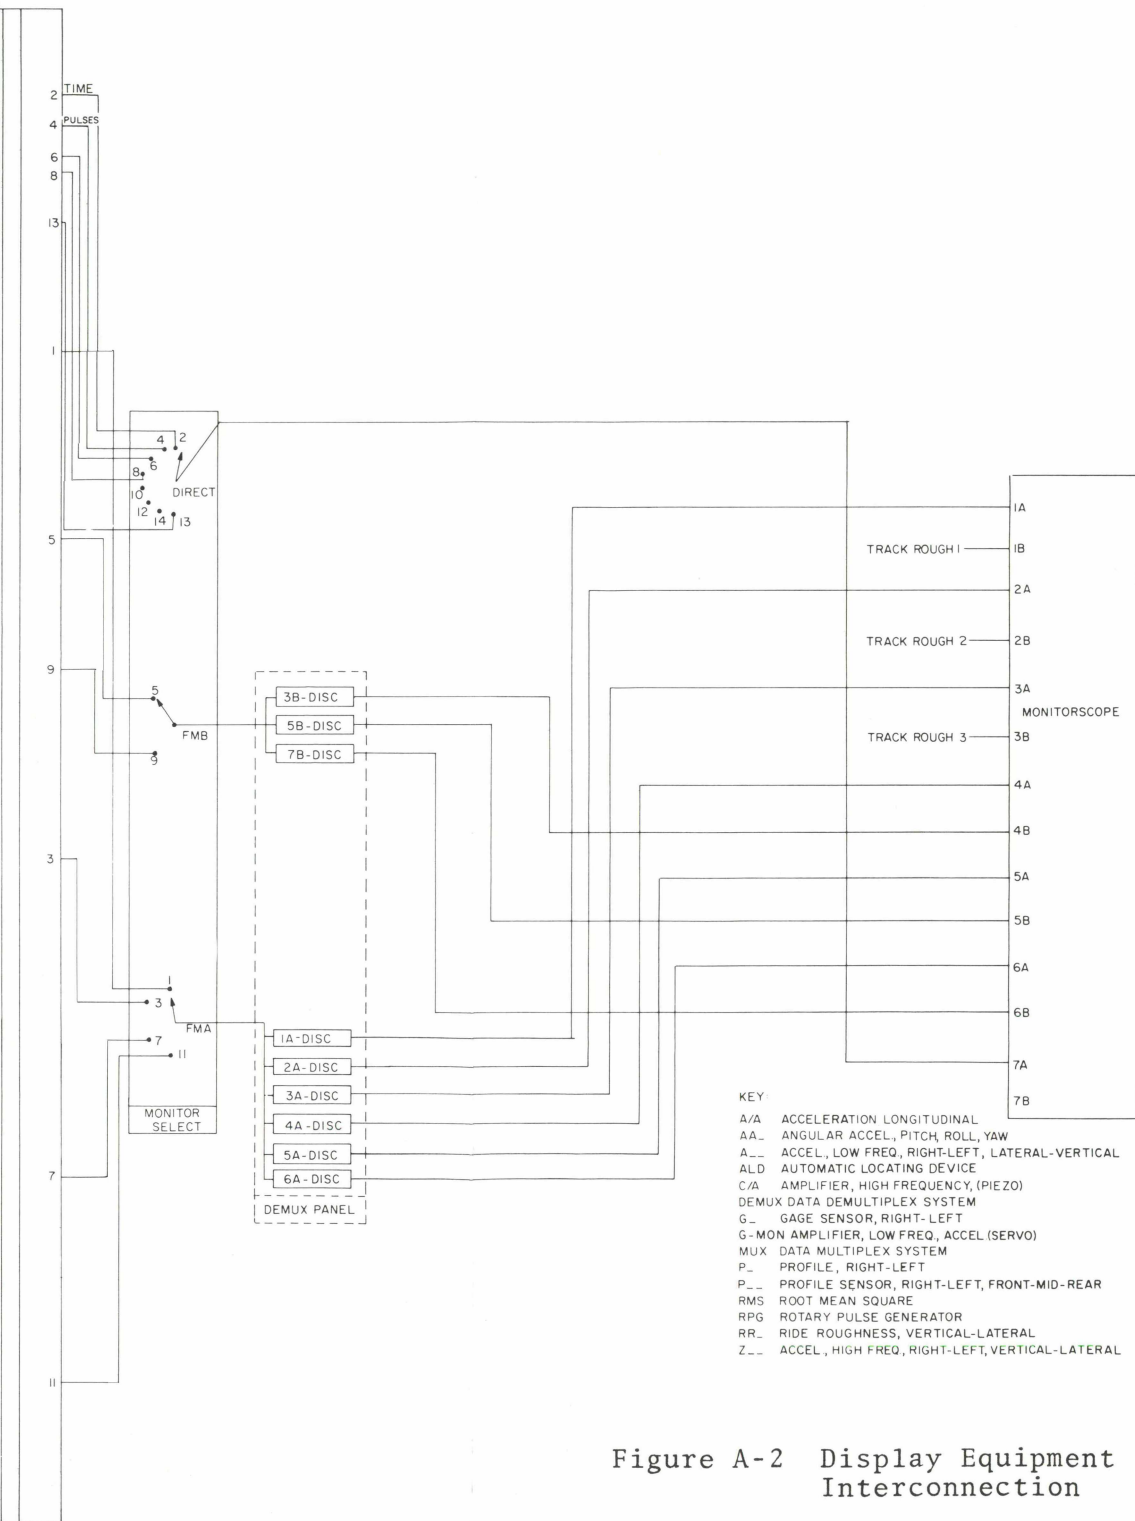 2 TIME
4 PULSES
6
8
13
1
4 2
6
8
10 DIRECT
12
14 13
5
9
5
FMB
9
3
1
3
FMA
7
11
MONITOR
SELECT
7
11
3B-DISC
5B-DISC
7B-DISC
1A-DISC
2A-DISC
3A-DISC
4A-DISC
5A-DISC
6A-DISC
DEMUX PANEL
1A
TRACK ROUGH 1 1B
2A
TRACK ROUGH 2 2B
3A
MONITORSCOPE
TRACK ROUGH 3 3B
4A
4B
5A
5B
6A
6B
7A
7B
KEY:
A/A ACCELERATION LONGITUDINAL
AA_ ANGULAR ACCEL., PITCH, ROLL, YAW
A__ ACCEL., LOW FREQ., RIGHT-LEFT, LATERAL-VERTICAL
ALD AUTOMATIC LOCATING DEVICE
C/A AMPLIFIER, HIGH FREQUENCY, (PIEZO)
DEMUX DATA DEMULTIPLEX SYSTEM
G_ GAGE SENSOR, RIGHT-LEFT
G-MON AMPLIFIER, LOW FREQ., ACCEL (SERVO)
MUX DATA MULTIPLEX SYSTEM
P_ PROFILE, RIGHT-LEFT
P__ PROFILE SENSOR, RIGHT-LEFT, FRONT-MID-REAR
RMS ROOT MEAN SQUARE
RPG ROTARY PULSE GENERATOR
RR_ RIDE ROUGHNESS, VERTICAL-LATERAL
Z__ ACCEL., HIGH FREQ., RIGHT-LEFT, VERTICAL-LATERAL
Figure A-2 Display Equipment
Interconnection